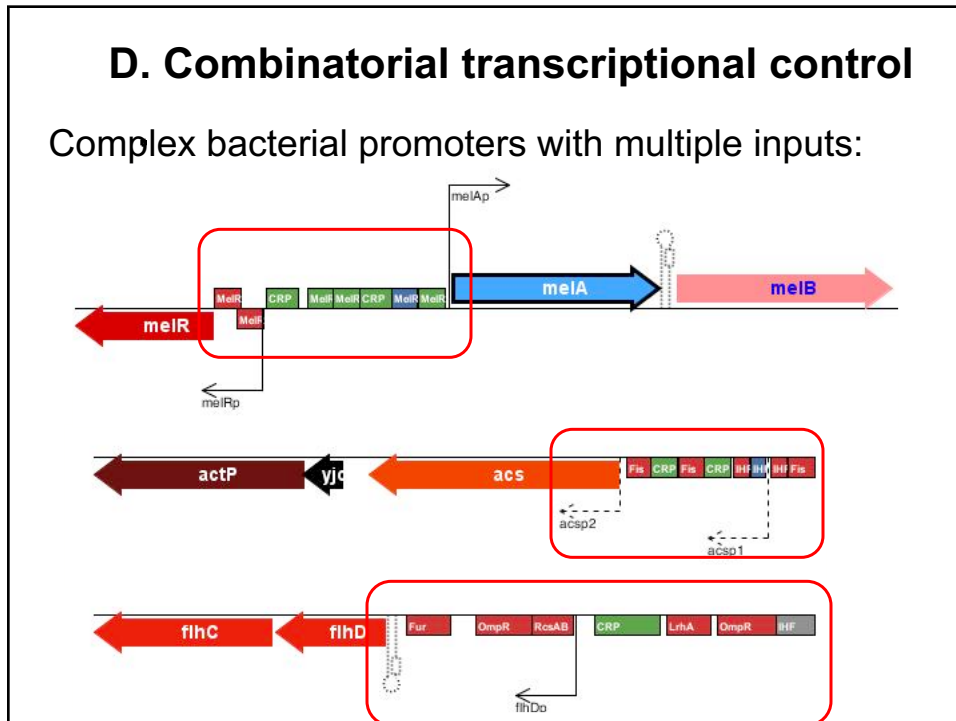 D. Combinatorial transcriptional control
Complex bacterial promoters with multiple inputs:
melAp
MelR CRP MelR MelR CRP MelR MelR melA melB
melR MelR
melRp
actP yjc acs Fis CRP Fis CRP IHF IHF IHF Fis
acsp2
acsp1
flhC flhD Fur OmpR RcsAB CRP LrhA OmpR IHF
flhDp